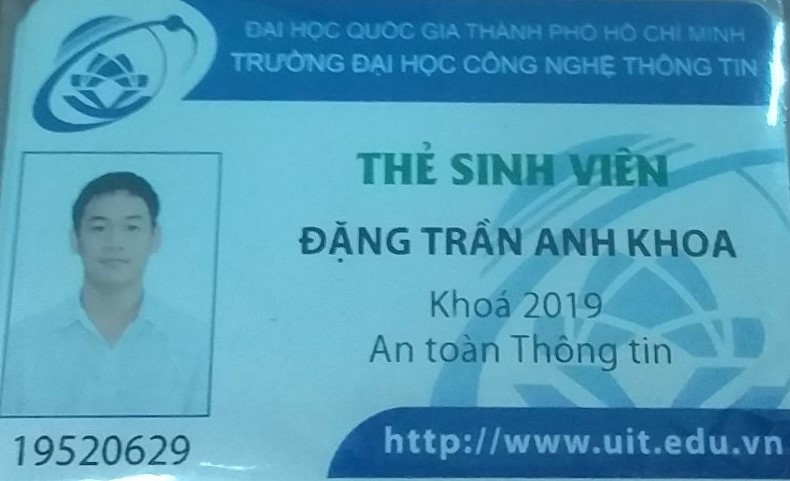 ĐẠI HỌC QUỐC GIA THÀNH PHỐ HỒ CHÍ MINH
TRƯỜNG ĐẠI HỌC CÔNG NGHỆ THÔNG TIN
THẺ SINH VIÊN
ĐẶNG TRẦN ANH KHOA
Khoá 2019
An toàn Thông tin
19520629
http://www.uit.edu.vn